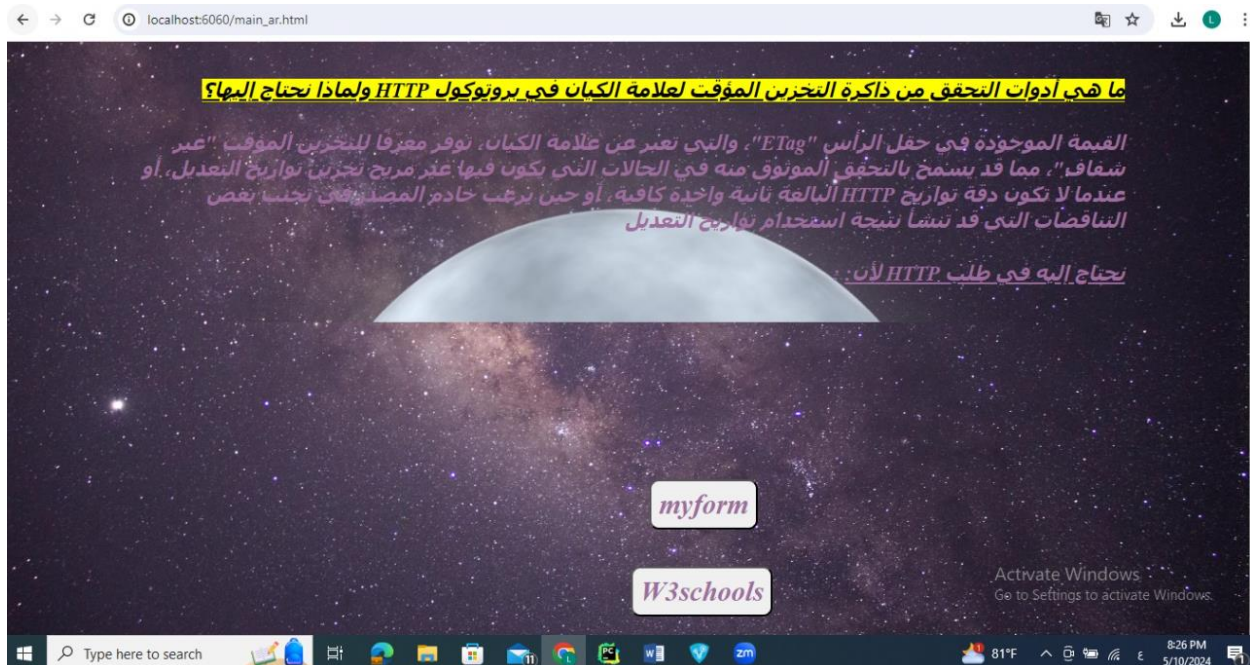 localhost:6060/main_ar.html
L
ما هي أدوات التحقق من ذاكرة التخزين المؤقت لعلامة الكيان في بروتوكول HTTP ولماذا نحتاج إليها؟
القيمة الموجودة في حقل الرأس "ETag"، والتي تعبر عن علامة الكيان، توفر معرّفا للتخزين المؤقت "غير
شفاف"، مما قد يسمح بالتحقق الموثوق منه في الحالات التي يكون فيها غير مريح تخزين تواريخ التعديل، أو
عندما لا تكون دقة تواريخ HTTP البالغة ثانية واحدة كافية، أو حين يرغب خادم المصدر في تجنب بعض
التناقضات التي قد تنشأ نتيجة استخدام تواريخ التعديل
نحتاج إليه في طلب HTTP لأن:
myform
W3schools
Activate Windows
Go to Settings to activate Windows.
Type here to search
11
PC
W
zm
81°F
ع
8:26 PM
5/10/2024